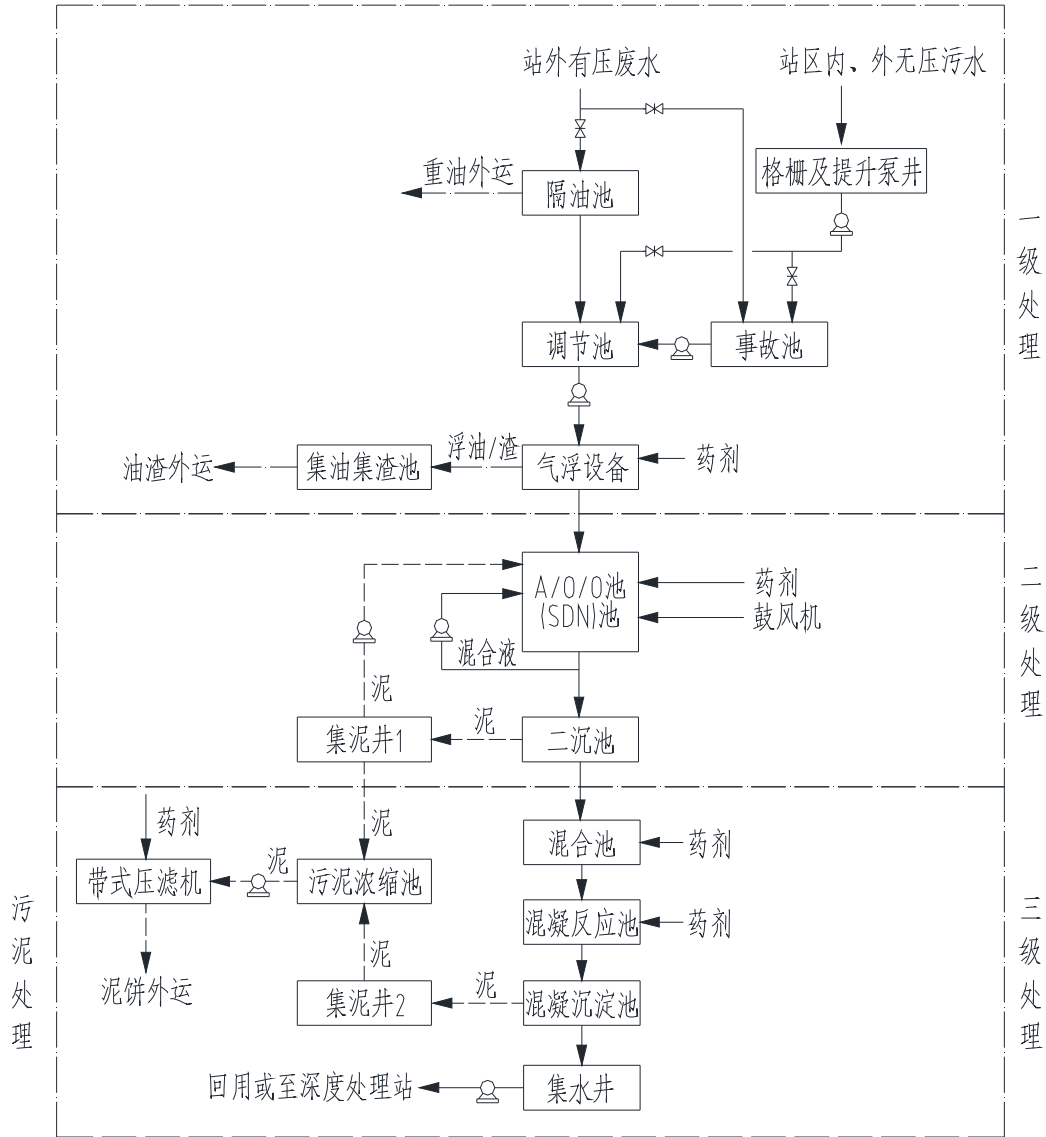 站外有压废水
站区内、外无压污水
重油外运
隔油池
格栅及提升泵井
一级处理
调节池
事故池
浮油/渣
油渣外运
集油集渣池
气浮设备
药剂
A/O/O池
(SDN)池
药剂
鼓风机
二级处理
混合液
泥
泥
集泥井1
二沉池
药剂
泥
混合池
药剂
带式压滤机
泥
污泥浓缩池
混凝反应池
药剂
污泥处理
三级处理
泥
泥饼外运
集泥井2
泥
混凝沉淀池
回用或至深度处理站
集水井